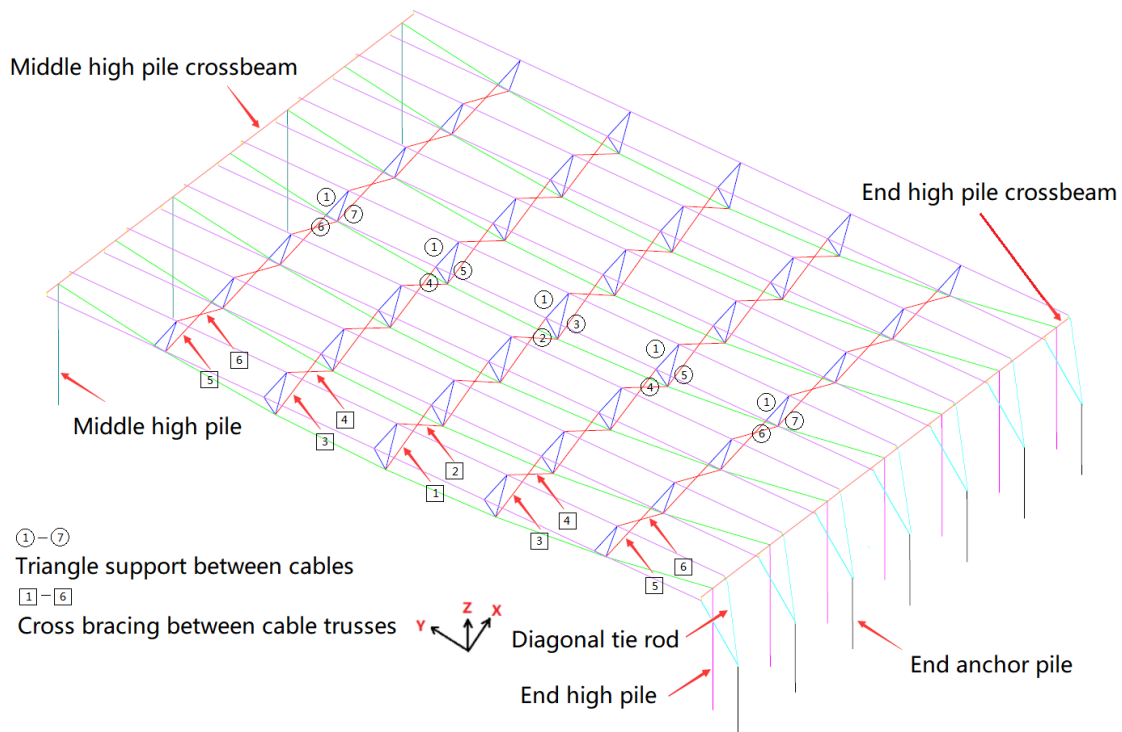 Middle high pile crossbeam
End high pile crossbeam
① ⑦
⑥
① ⑤
④
① ③
②
① ⑤
④
① ⑦
⑥
6
5
4
3
2
1
4
3
6
5
Middle high pile
①-⑦
Triangle support between cables
1-6
Cross bracing between cable trusses
Y Z X
Diagonal tie rod
End high pile
End anchor pile